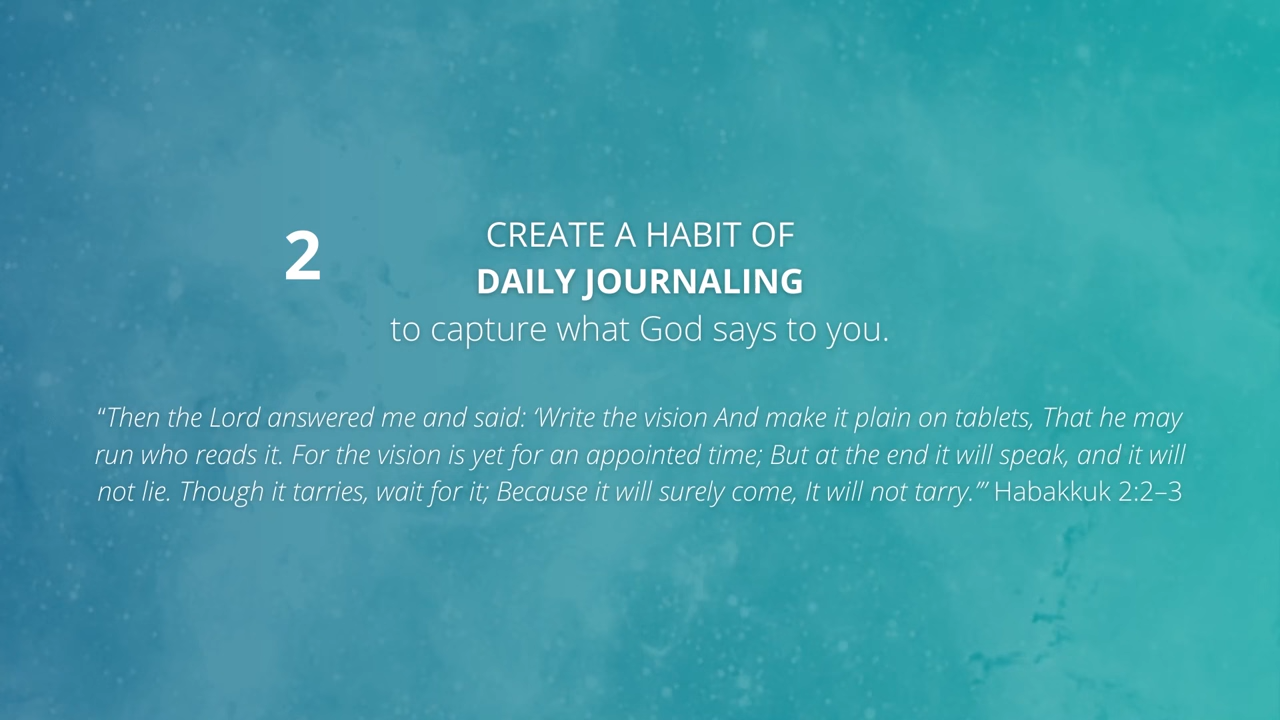 2
CREATE A HABIT OF
DAILY JOURNALING
to capture what God says to you.
“Then the Lord answered me and said: ‘Write the vision And make it plain on tablets, That he may
run who reads it. For the vision is yet for an appointed time; But at the end it will speak, and it will
not lie. Though it tarries, wait for it; Because it will surely come, It will not tarry.’” Habakkuk 2:2–3